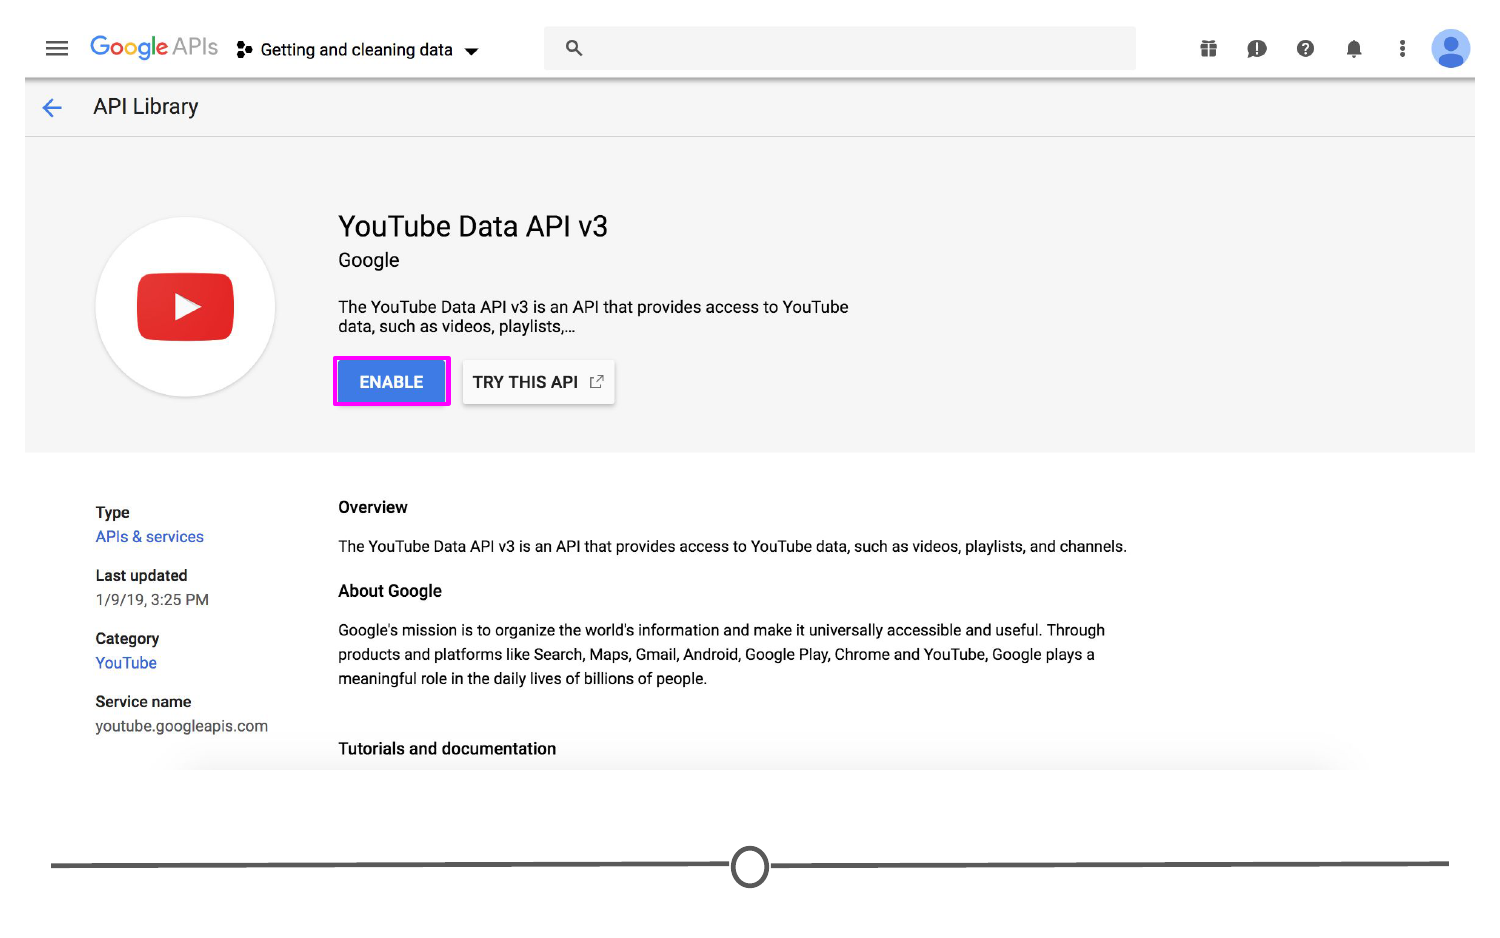 Google APIs
Getting and cleaning data
API Library
YouTube Data API v3
Google
The YouTube Data API v3 is an API that provides access to YouTube
data, such as videos, playlists,...
ENABLE
TRY THIS API
Type
APIs & services
Last updated
1/9/19, 3:25 PM
Category
YouTube
Service name
youtube.googleapis.com
Overview
The YouTube Data API v3 is an API that provides access to YouTube data, such as videos, playlists, and channels.
About Google
Google's mission is to organize the world's information and make it universally accessible and useful. Through
products and platforms like Search, Maps, Gmail, Android, Google Play, Chrome and YouTube, Google plays a
meaningful role in the daily lives of billions of people.
Tutorials and documentation